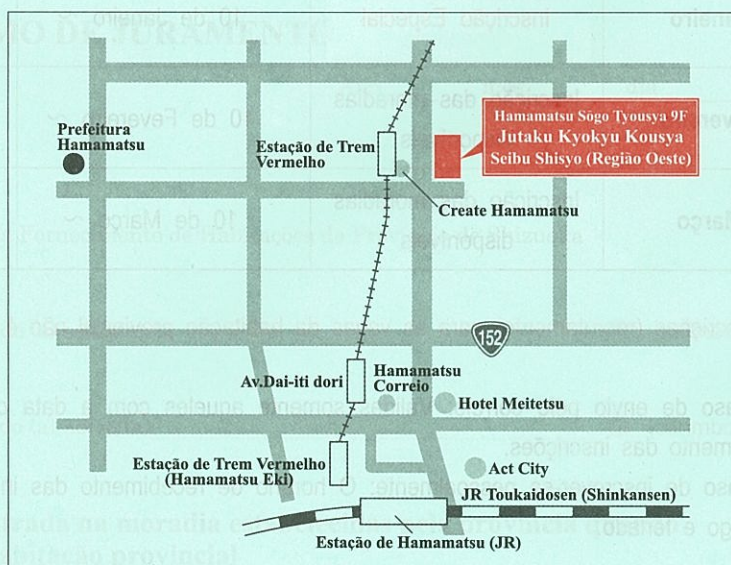 Prefeitura
Hamamatsu
Estação de Trem
Vermelho
Hamamatsu Sōgo Tyousya 9F
Jutaku Kyokyu Kousya
Seibu Shisyo (Região Oeste)
Create Hamamatsu
152
Av.Dai-iti dori
Hamamatsu
Correio
Hotel Meitetsu
Estação de Trem Vermelho
(Hamamatsu Eki)
Act City
JR Toukaidosen (Shinkansen)
Estação de Hamamatsu (JR)